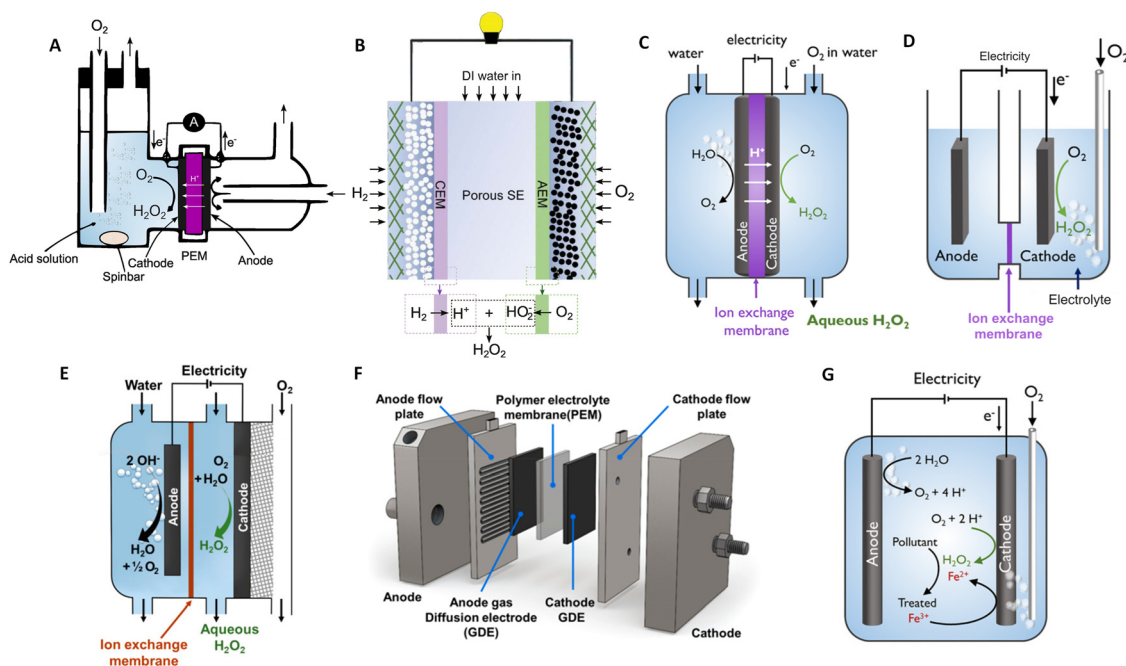 A
O₂
A
e⁻
e⁻
O₂
H₂O₂
H⁺
Acid solution
Spinbar
Cathode
PEM
Anode
B
DI water in
H₂
CEM
Porous SE
AEM
O₂
H₂
H⁺
+
HO₂⁻
O₂
H₂O₂
C
electricity
water
O₂ in water
e⁻
H₂O
O₂
H⁺
O₂
H₂O₂
Anode
Cathode
Ion exchange
membrane
Aqueous H₂O₂
D
O₂
Electricity
e⁻
O₂
H₂O₂
Anode
Cathode
Electrolyte
Ion exchange
membrane
E
Electricity
Water
O₂
2 OH⁻
O₂
+ H₂O
H₂O₂
Anode
Cathode
H₂O
+ ½ O₂
Ion exchange
membrane
Aqueous
H₂O₂
F
Anode flow
plate
Polymer electrolyte
membrane(PEM)
Cathode flow
plate
Anode
Anode gas
Diffusion electrode
(GDE)
Cathode
GDE
Cathode
G
Electricity
e⁻
O₂
2 H₂O
O₂ + 4 H⁺
O₂ + 2 H⁺
Pollutant
H₂O₂
Fe²⁺
Treated
Fe³⁺
Anode
Cathode